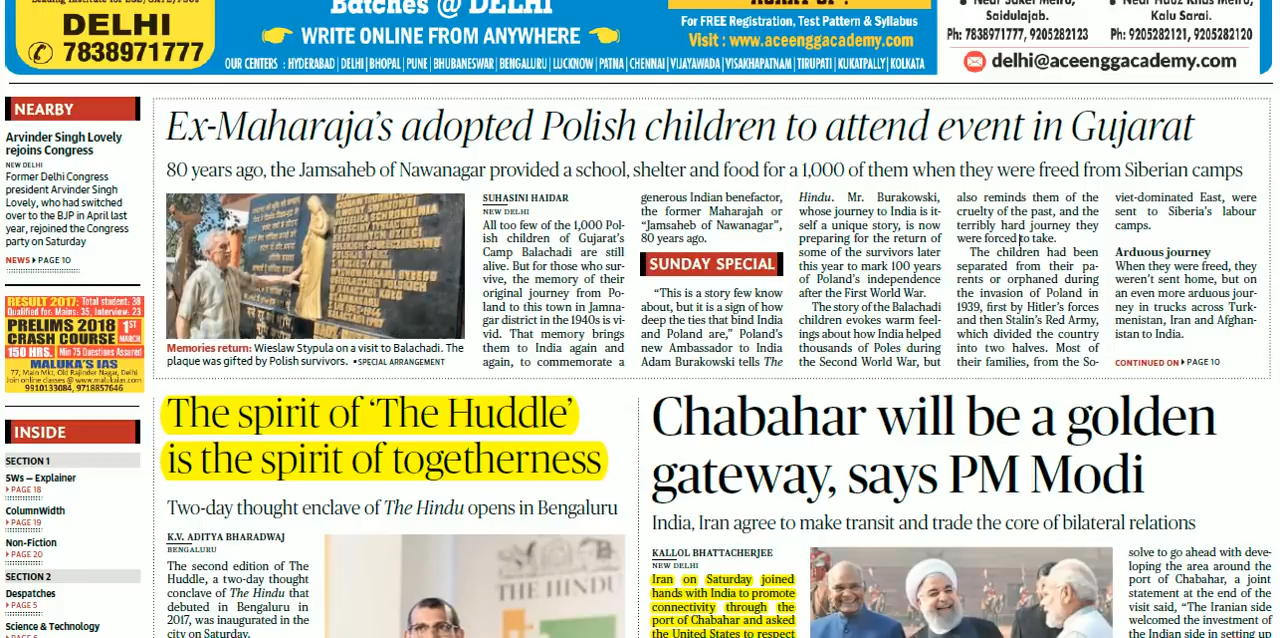 DELHI
7838971777
Batches @ DELHI
WRITE ONLINE FROM ANYWHERE
OUR CENTERS : HYDERABAD | DELHI | BHOPAL | PUNE | BHUBANESWAR | BENGALURU | LUCKNOW | PATNA | CHENNAI | VIJAYAWADA | VISAKHAPATNAM | TIRUPATI | KUKATPALLY | KOLKATA
For FREE Registration, Test Pattern & Syllabus
Visit : www.aceenggacademy.com
Saidulajab.
Ph: 7838971777, 9205282123
Kalu Sarai.
Ph: 9205282121, 9205282120
delhi@aceenggacademy.com
NEARBY
Arvinder Singh Lovely
rejoins Congress
NEW DELHI
Former Delhi Congress
president Arvinder Singh
Lovely, who had switched
over to the BJP in April last
year, rejoined the Congress
party on Saturday
NEWS PAGE 10
RESULT 2017: Total student: 38
Qualified for: Mains: 35, Interview: 23
PRELIMS 2018 1ST
CRASH COURSE MARCH
150 HRS. Min 75 Questions Assured
MALUKA'S IAS
77, Main Mkt, Old Rajinder Nagar, Delhi
Join online classes @ www.malukaias.com
9910133084, 9718857646
INSIDE
SECTION 1
5Ws – Explainer
PAGE 18
ColumnWidth
PAGE 19
Non-Fiction
PAGE 20
SECTION 2
Despatches
PAGE 5
Science & Technology
Ex-Maharaja's adopted Polish children to attend event in Gujarat
80 years ago, the Jamsaheb of Nawanagar provided a school, shelter and food for a 1,000 of them when they were freed from Siberian camps
Memories return: Wieslaw Stypula on a visit to Balachadi. The
plaque was gifted by Polish survivors. •SPECIAL ARRANGEMENT
SUHASINI HAIDAR
NEW DELHI
All too few of the 1,000 Pol-
ish children of Gujarat's
Camp Balachadi are still
alive. But for those who sur-
vive, the memory of their
original journey from Po-
land to this town in Jamna-
gar district in the 1940s is vi-
vid. That memory brings
them to India again and
again, to commemorate a
generous Indian benefactor,
the former Maharajah or
"Jamsaheb of Nawanagar",
80 years ago.
SUNDAY SPECIAL
"This is a story few know
about, but it is a sign of how
deep the ties that bind India
and Poland are," Poland's
new Ambassador to India
Adam Burakowski tells The
Hindu. Mr. Burakowski,
whose journey to India is it-
self a unique story, is now
preparing for the return of
some of the survivors later
this year to mark 100 years
of Poland's independence
after the First World War.
The story of the Balachadi
children evokes warm feel-
ings about how India helped
thousands of Poles during
the Second World War, but
also reminds them of the
cruelty of the past, and the
terribly hard journey they
were forced to take.
The children had been
separated from their pa-
rents or orphaned during
the invasion of Poland in
1939, first by Hitler's forces
and then Stalin's Red Army,
which divided the country
into two halves. Most of
their families, from the So-
viet-dominated East, were
sent to Siberia's labour
camps.
Arduous journey
When they were freed, they
weren't sent home, but on
an even more arduous jour-
ney in trucks across Turk-
menistan, Iran and Afghan-
istan to India.
CONTINUED ON PAGE 10
The spirit of 'The Huddle'
is the spirit of togetherness
Two-day thought enclave of The Hindu opens in Bengaluru
K.V. ADITYA BHARADWAJ
BENGALURU
The second edition of The
Huddle, a two-day thought
conclave of The Hindu that
debuted in Bengaluru in
2017, was inaugurated in the
city on Saturday.
THE HINDU
Chabahar will be a golden
gateway, says PM Modi
India, Iran agree to make transit and trade the core of bilateral relations
KALLOL BHATTACHERJEE
NEW DELHI
Iran on Saturday joined
hands with India to promote
connectivity through the
port of Chabahar and asked
the United States to respect
solve to go ahead with deve-
loping the area around the
port of Chabahar, a joint
statement at the end of the
visit said, "The Iranian side
welcomed the investment of
the Indian side in setting up